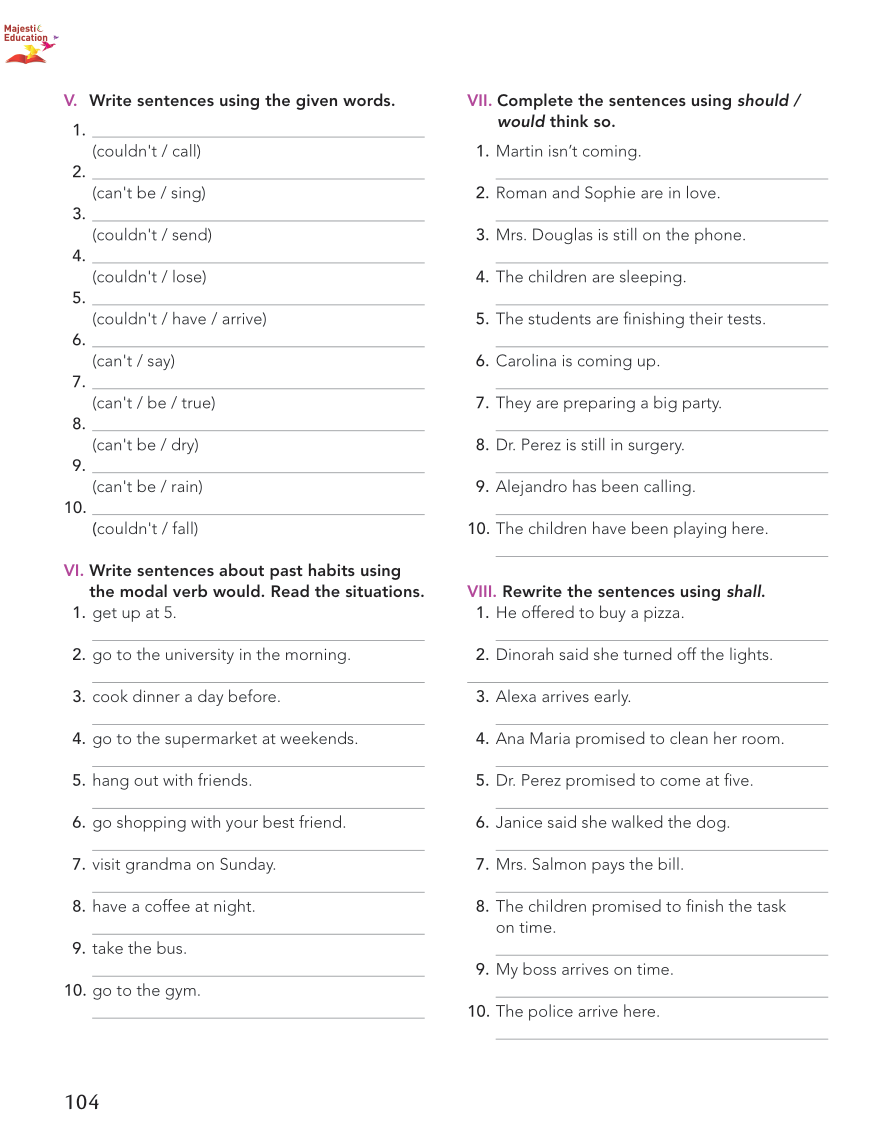 Majesti
Education
V. Write sentences using the given words.
1.
(couldn't / call)
2.
(can't be / sing)
3.
(couldn't / send)
4.
(couldn't / lose)
5.
(couldn't / have / arrive)
6.
(can't / say)
7.
(can't / be / true)
8.
(can't be / dry)
9.
(can't be / rain)
10.
(couldn't / fall)
VI. Write sentences about past habits using
the modal verb would. Read the situations.
1. get up at 5.
2. go to the university in the morning.
3. cook dinner a day before.
4. go to the supermarket at weekends.
5. hang out with friends.
6. go shopping with your best friend.
7. visit grandma on Sunday.
8. have a coffee at night.
9. take the bus.
10. go to the gym.
VII. Complete the sentences using should /
would think so.
1. Martin isn’t coming.
2. Roman and Sophie are in love.
3. Mrs. Douglas is still on the phone.
4. The children are sleeping.
5. The students are finishing their tests.
6. Carolina is coming up.
7. They are preparing a big party.
8. Dr. Perez is still in surgery.
9. Alejandro has been calling.
10. The children have been playing here.
VIII. Rewrite the sentences using shall.
1. He offered to buy a pizza.
2. Dinorah said she turned off the lights.
3. Alexa arrives early.
4. Ana Maria promised to clean her room.
5. Dr. Perez promised to come at five.
6. Janice said she walked the dog.
7. Mrs. Salmon pays the bill.
8. The children promised to finish the task
on time.
9. My boss arrives on time.
10. The police arrive here.
104